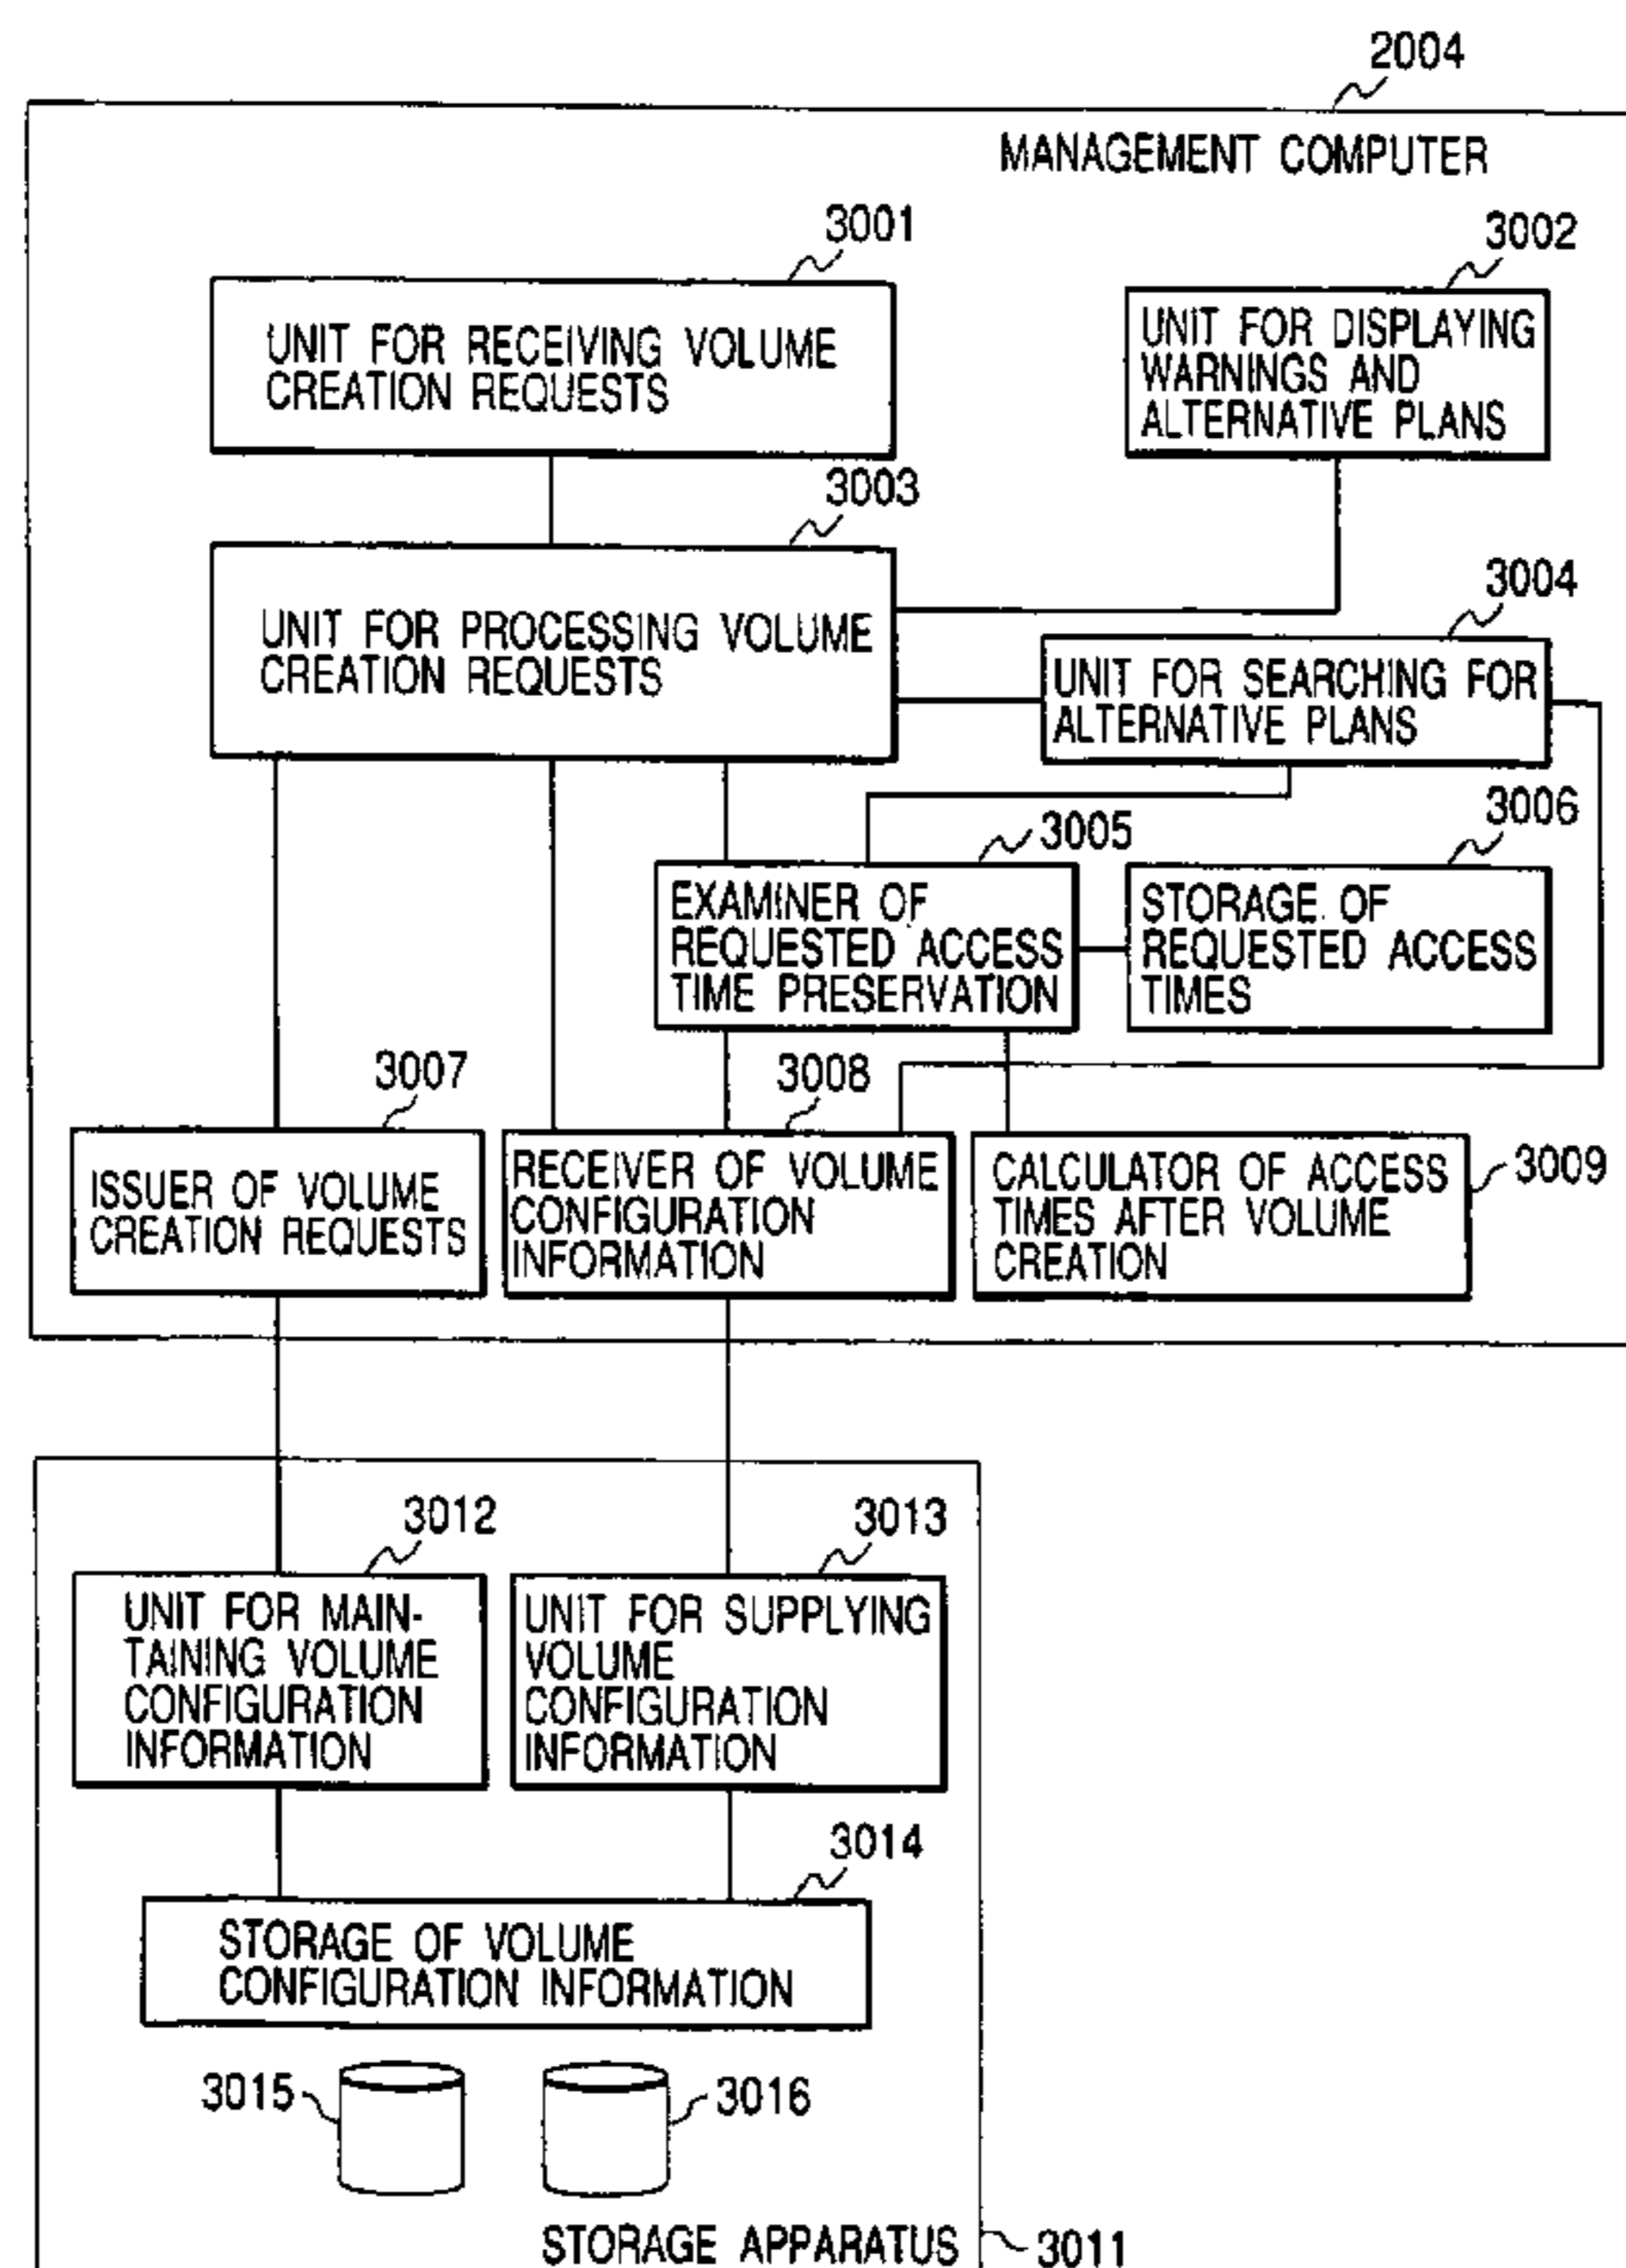 2004
MANAGEMENT COMPUTER
3001
3002
UNIT FOR RECEIVING VOLUME
CREATION REQUESTS
UNIT FOR DISPLAYING
WARNINGS AND
ALTERNATIVE PLANS
3003
3004
UNIT FOR PROCESSING VOLUME
CREATION REQUESTS
UNIT FOR SEARCHING FOR
ALTERNATIVE PLANS
3005
3006
EXAMINER OF
REQUESTED ACCESS
TIME PRESERVATION
STORAGE OF
REQUESTED ACCESS
TIMES
3007
3008
ISSUER OF VOLUME
CREATION REQUESTS
RECEIVER OF VOLUME
CONFIGURATION
INFORMATION
CALCULATOR OF ACCESS
TIMES AFTER VOLUME
CREATION
3009
3012
3013
UNIT FOR MAIN-
TAINING VOLUME
CONFIGURATION
INFORMATION
UNIT FOR SUPPLYING
VOLUME
CONFIGURATION
INFORMATION
3014
STORAGE OF VOLUME
CONFIGURATION INFORMATION
3015
3016
STORAGE APPARATUS
3011